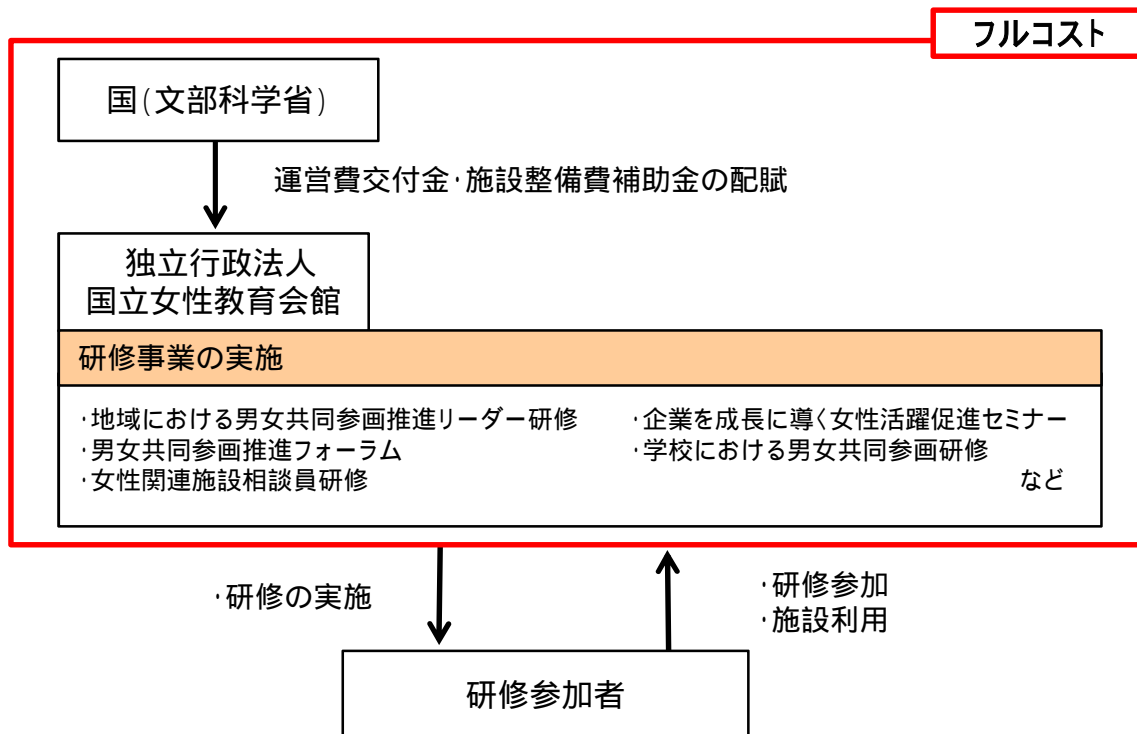 フルコスト
国(文部科学省)
運営費交付金･施設整備費補助金の配賦
独立行政法人
国立女性教育会館
研修事業の実施
･地域における男女共同参画推進リーダー研修
･男女共同参画推進フォーラム
･女性関連施設相談員研修
･企業を成長に導く女性活躍促進セミナー
･学校における男女共同参画研修
など
･研修の実施
･研修参加
･施設利用
研修参加者